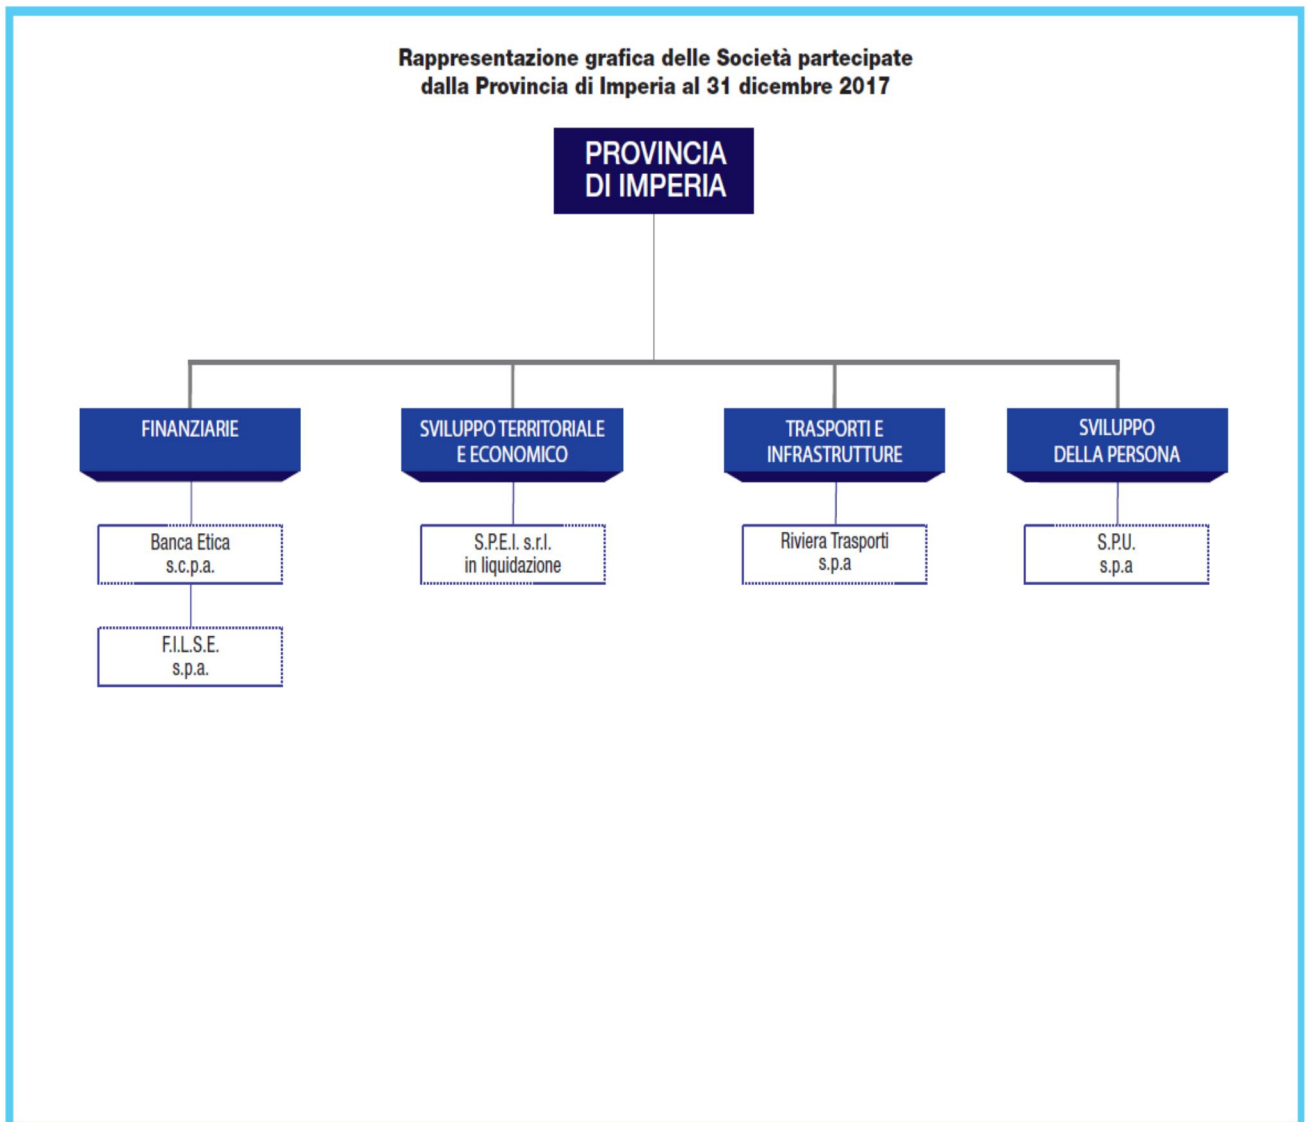 Rappresentazione grafica delle Società partecipate
dalla Provincia di Imperia al 31 dicembre 2017
PROVINCIA
DI IMPERIA
FINANZIARIE
SVILUPPO TERRITORIALE
E ECONOMICO
TRASPORTI E
INFRASTRUTTURE
SVILUPPO
DELLA PERSONA
Banca Etica
s.c.p.a.
S.P.E.I. s.r.l.
in liquidazione
Riviera Trasporti
s.p.a
S.P.U.
s.p.a
F.I.L.S.E.
s.p.a.